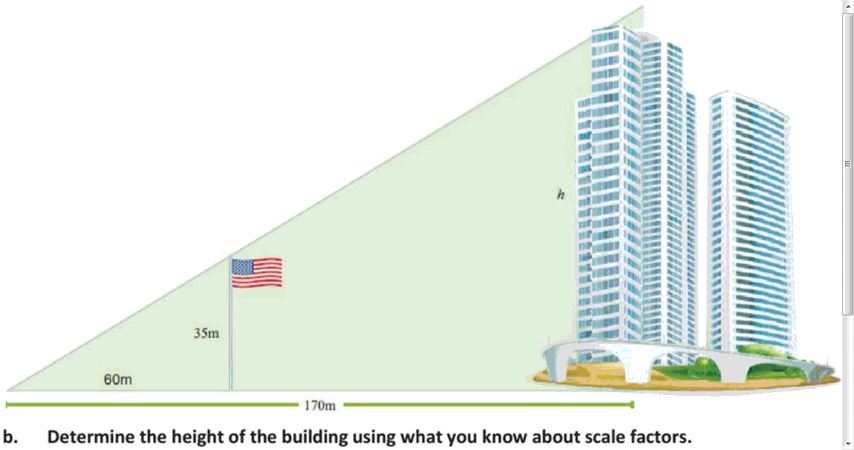 h
35m
60m
170m
b. Determine the height of the building using what you know about scale factors.